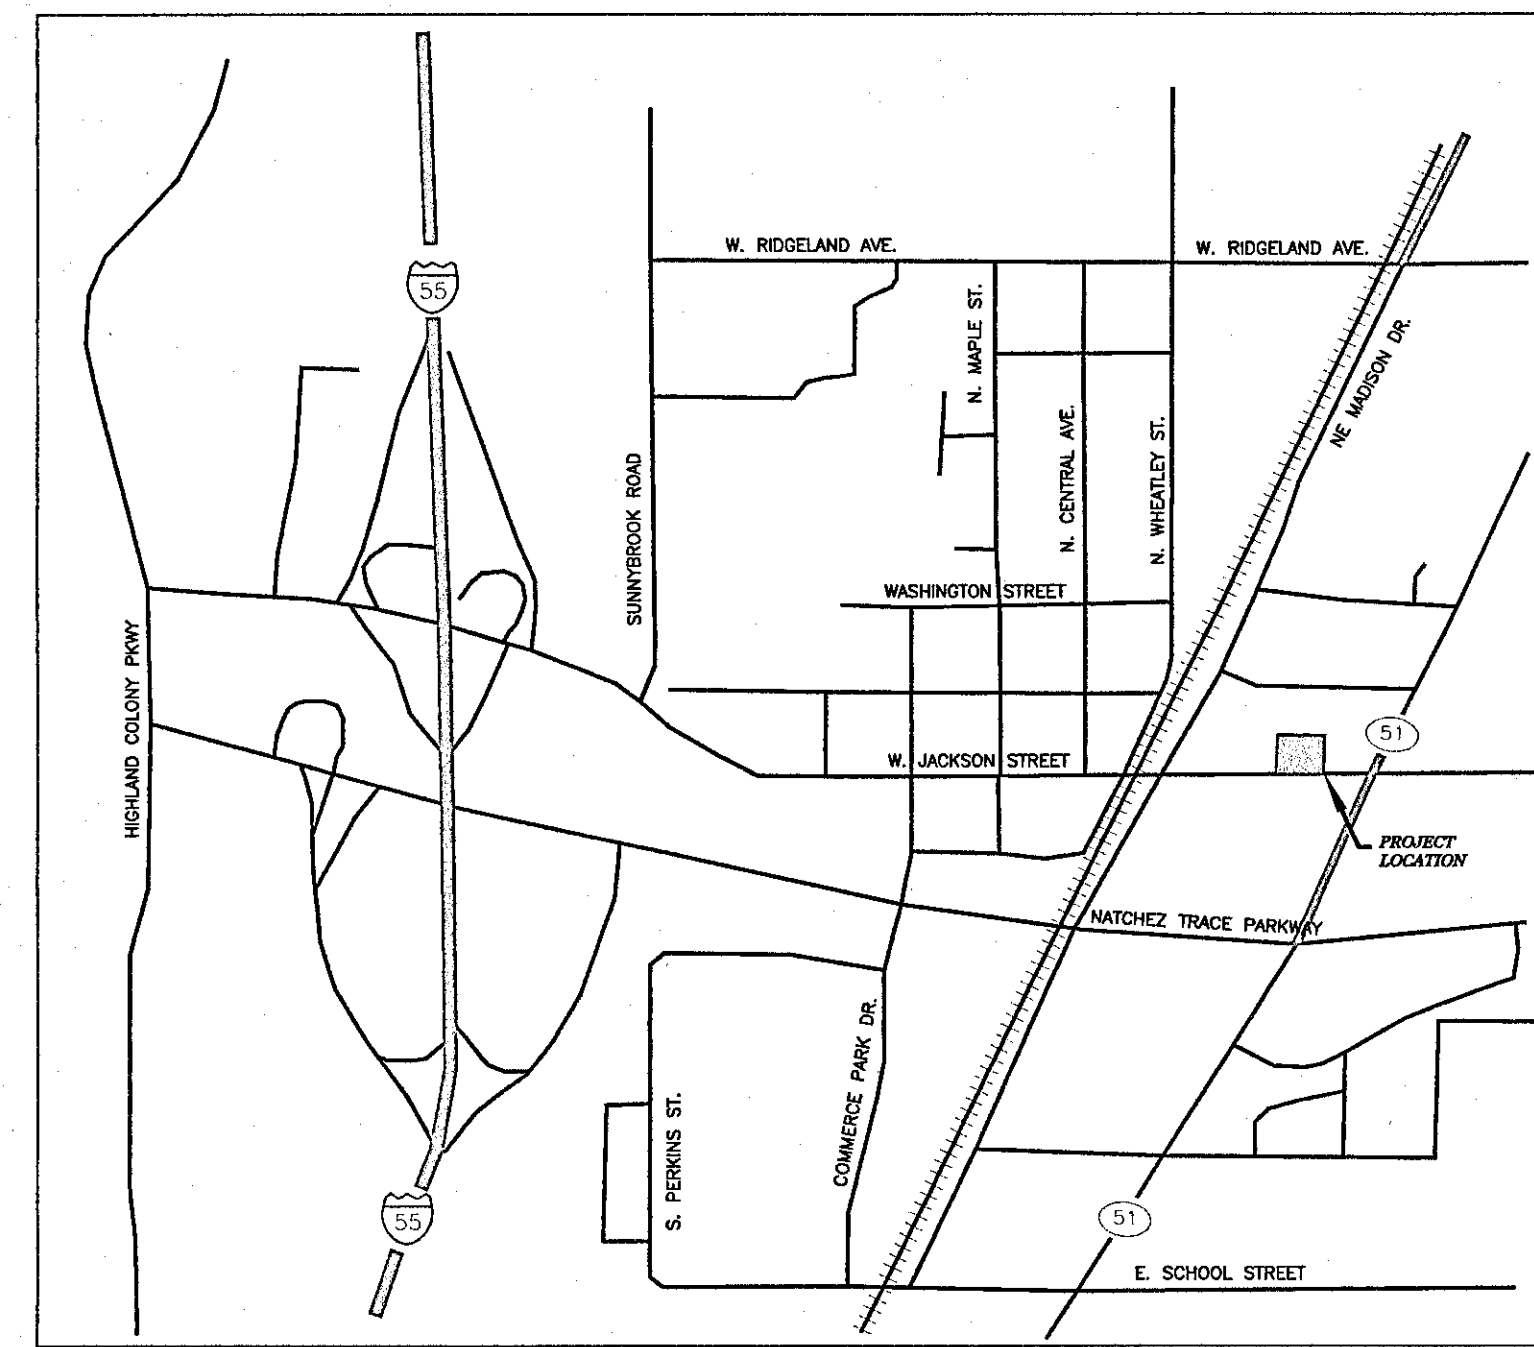 W. RIDGELAND AVE.
W. RIDGELAND AVE.
55
N. MAPLE ST.
NE MADISON DR.
N. CENTRAL AVE.
N. WHEATLEY ST.
SUNNYBROOK ROAD
WASHINGTON STREET
HIGHLAND COLONY PKWY
51
W. JACKSON STREET
PROJECT
LOCATION
NATCHEZ TRACE PARKWAY
COMMERCE PARK DR.
S. PERKINS ST.
55
51
E. SCHOOL STREET